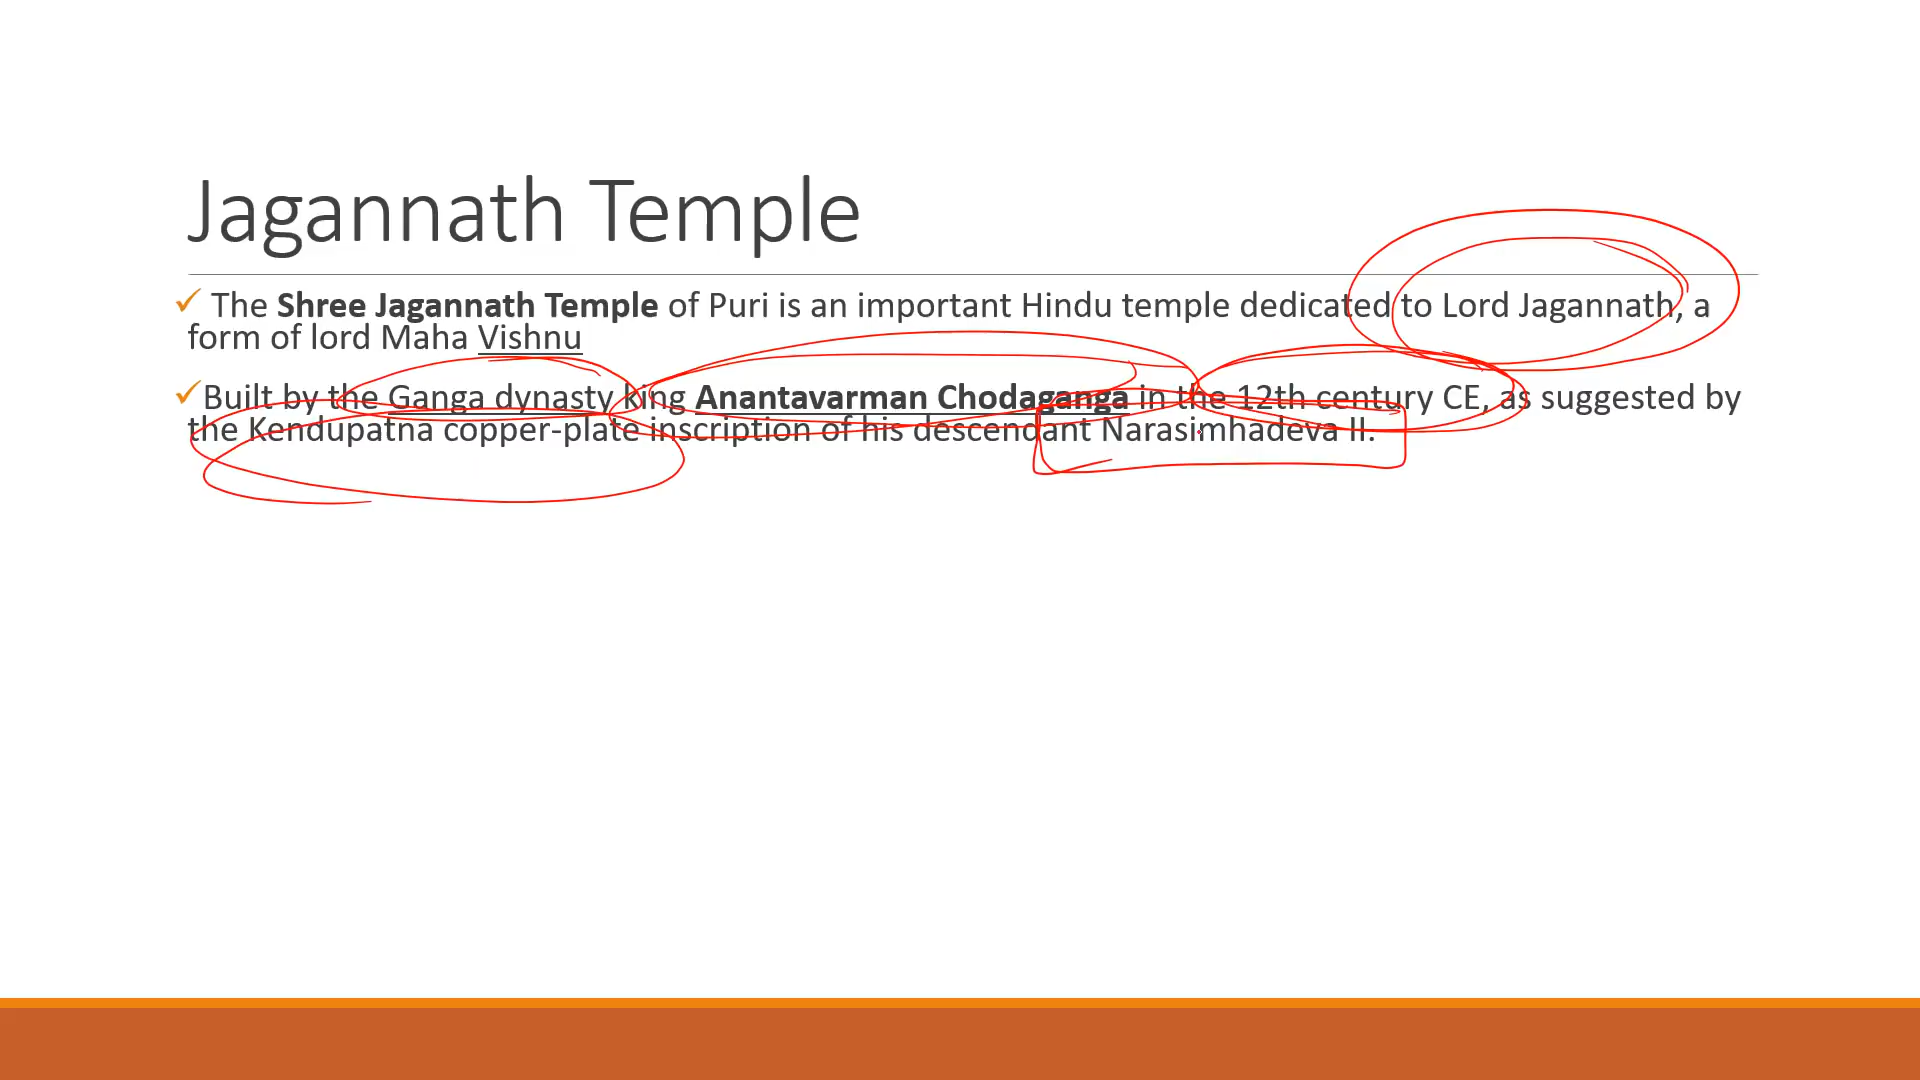 Jagannath Temple
✓ The Shree Jagannath Temple of Puri is an important Hindu temple dedicated to Lord Jagannath, a
form of lord Maha Vishnu
✓Built by the Ganga dynasty king Anantavarman Chodaganga in the 12th century CE, as suggested by
the Kendupatna copper-plate inscription of his descendant Narasimhadeva II.